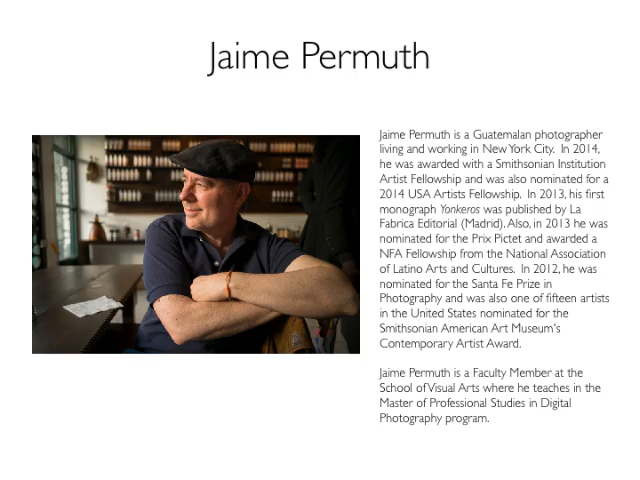 Jaime Permuth
Jaime Permuth is a Guatemalan photographer
living and working in New York City.  In 2014,
he was awarded with a Smithsonian Institution
Artist Fellowship and was also nominated for a
2014 USA Artists Fellowship.  In 2013, his first
monograph Yonkeros was published by La
Fabrica Editorial (Madrid). Also, in 2013 he was
nominated for the Prix Pictet and awarded a
NFA Fellowship from the National Association
of Latino Arts and Cultures.  In 2012, he was
nominated for the Santa Fe Prize in
Photography and was also one of fifteen artists
in the United States nominated for the
Smithsonian American Art Museum's
Contemporary Artist Award.
Jaime Permuth is a Faculty Member at the
School of Visual Arts where he teaches in the
Master of Professional Studies in Digital
Photography program.